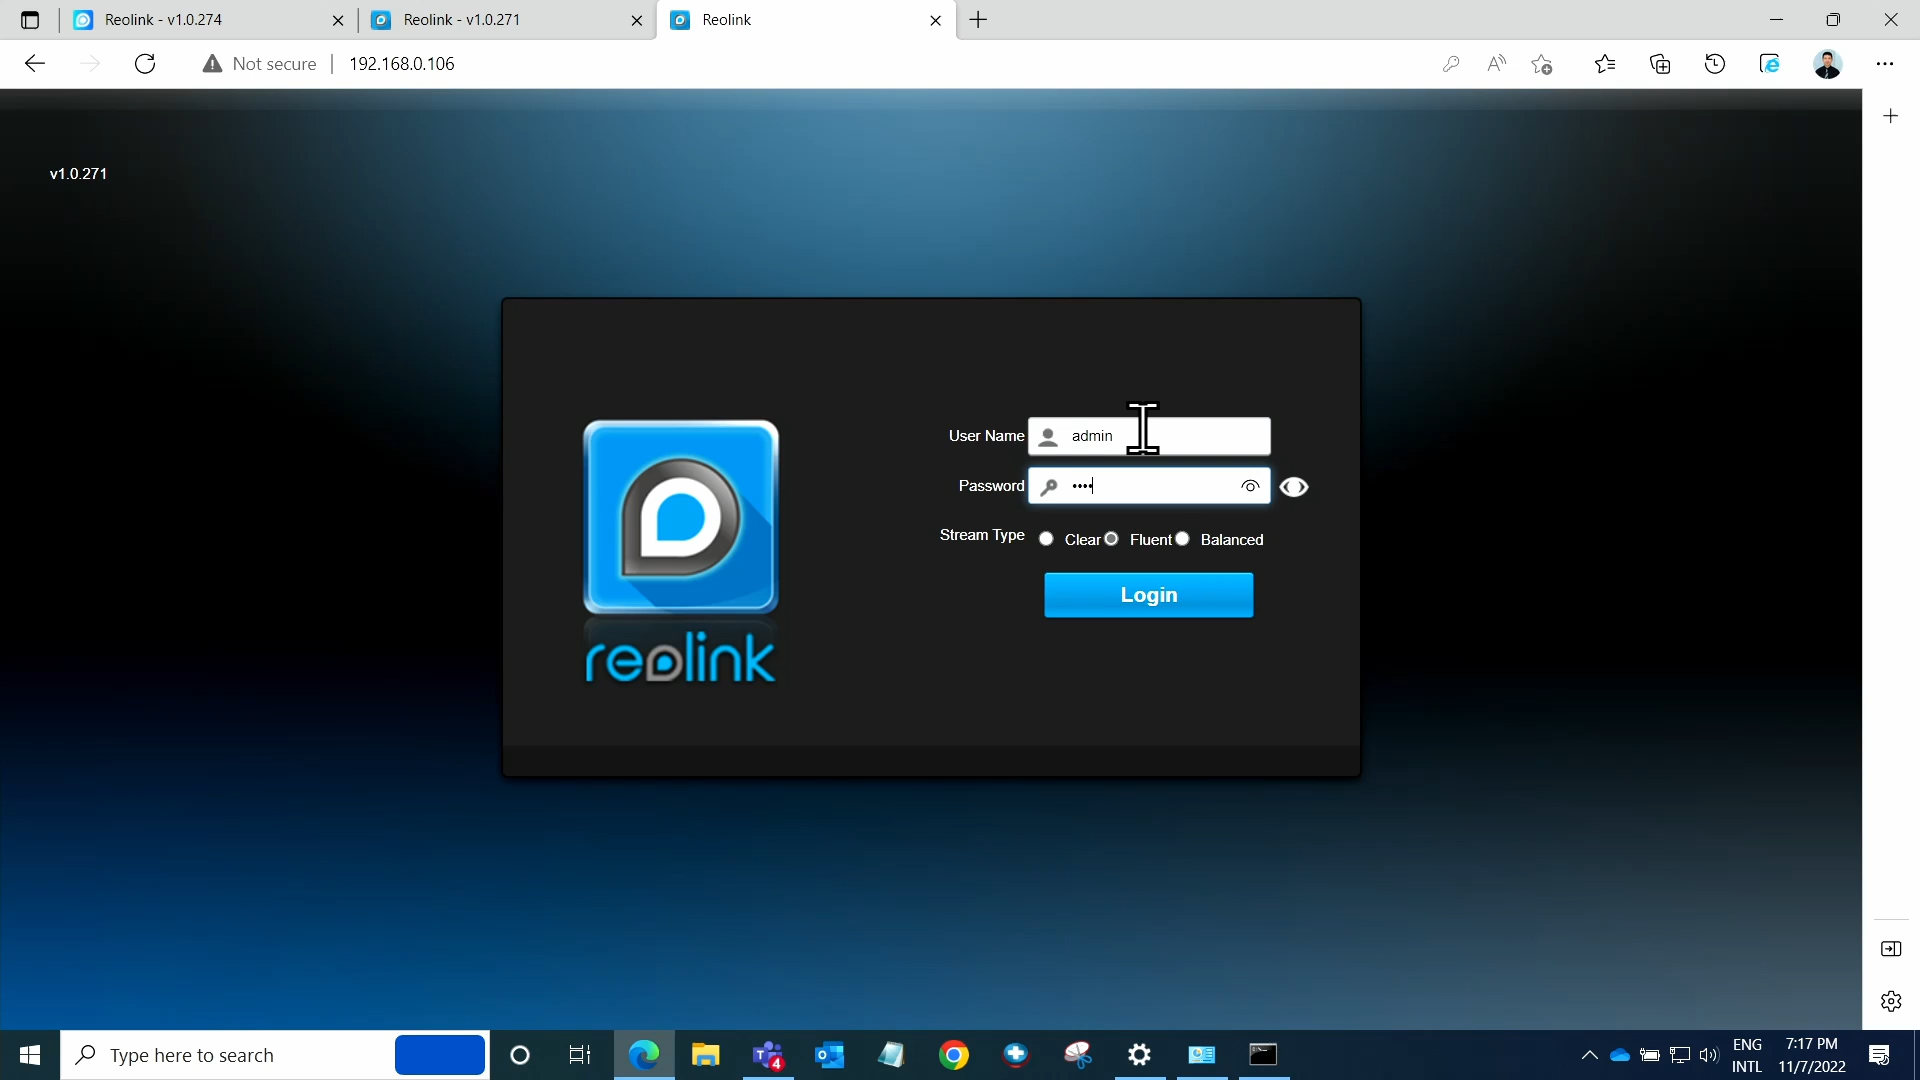 Reolink - v1.0.274
Reolink - v1.0.271
Reolink
Not secure
192.168.0.106
v1.0.271
User Name
admin
Password
••••
Stream Type
Clear
Fluent
Balanced
Login
reolink
Type here to search
4
ENG
INTL
7:17 PM
11/7/2022